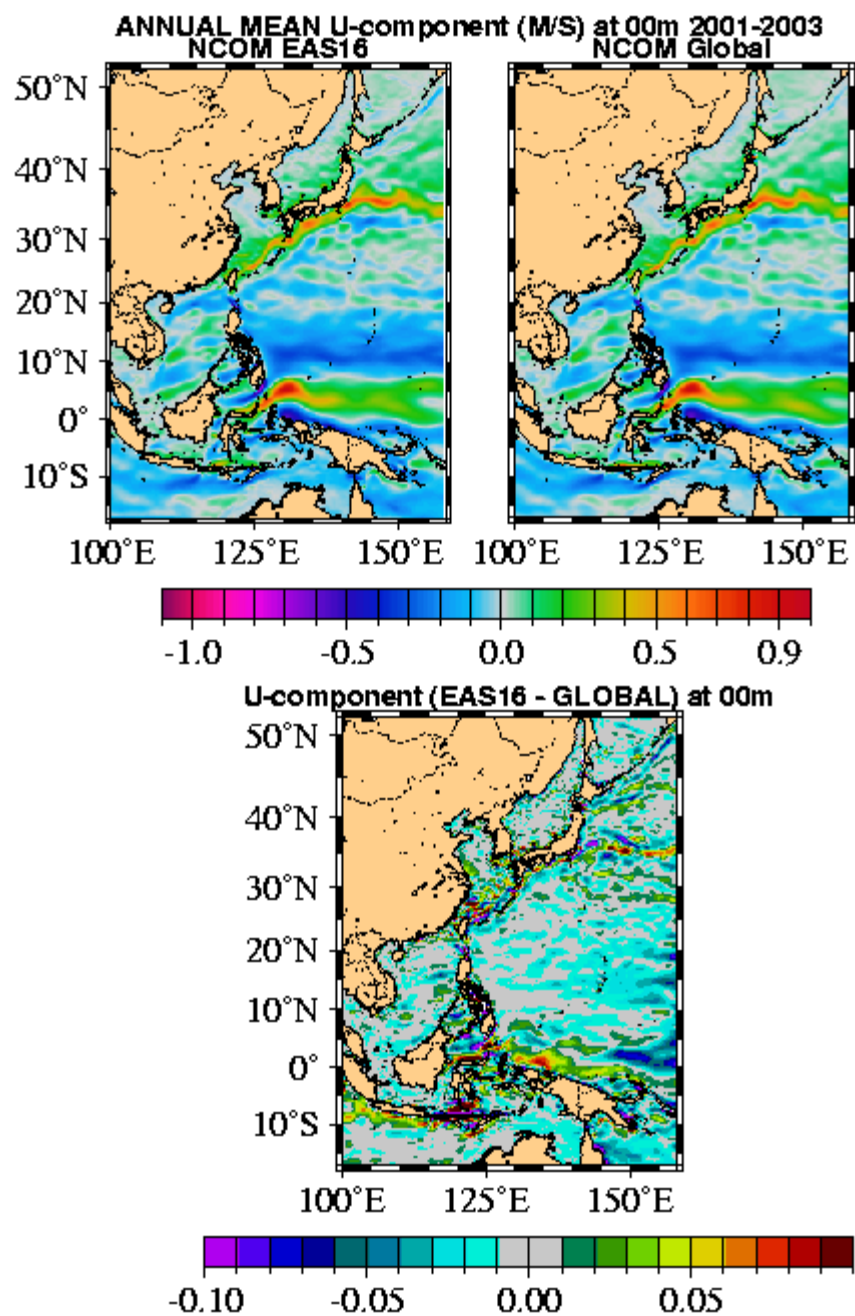 ANNUAL MEAN U-component (M/S) at 00m 2001-2003
NCOM EAS16 NCOM Global
50°N
40°N
30°N
20°N
10°N
0°
10°S
100°E 125°E 150°E 100°E 125°E 150°E
-1.0 -0.5 0.0 0.5 0.9
U-component (EAS16 - GLOBAL) at 00m
50°N
40°N
30°N
20°N
10°N
0°
10°S
100°E 125°E 150°E
-0.10 -0.05 0.00 0.05